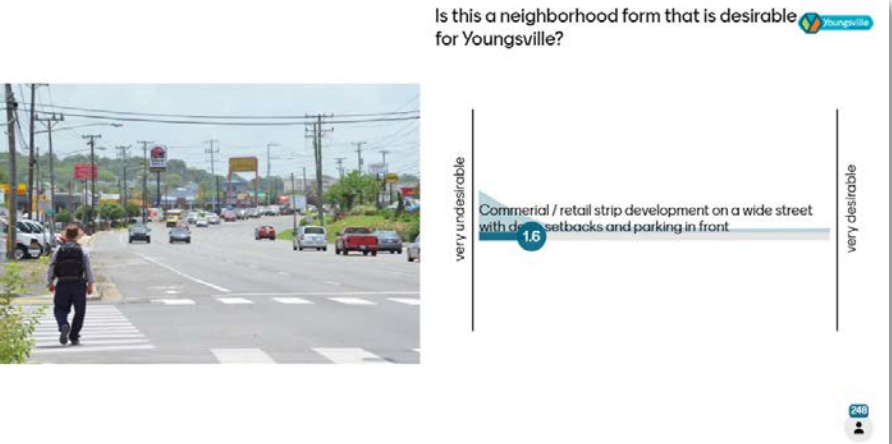 Is this a neighborhood form that is desirable
for Youngsville?
Youngsville
very undesirable
Commerial / retail strip development on a wide street
with setbacks and parking in front
1.6
very desirable
248